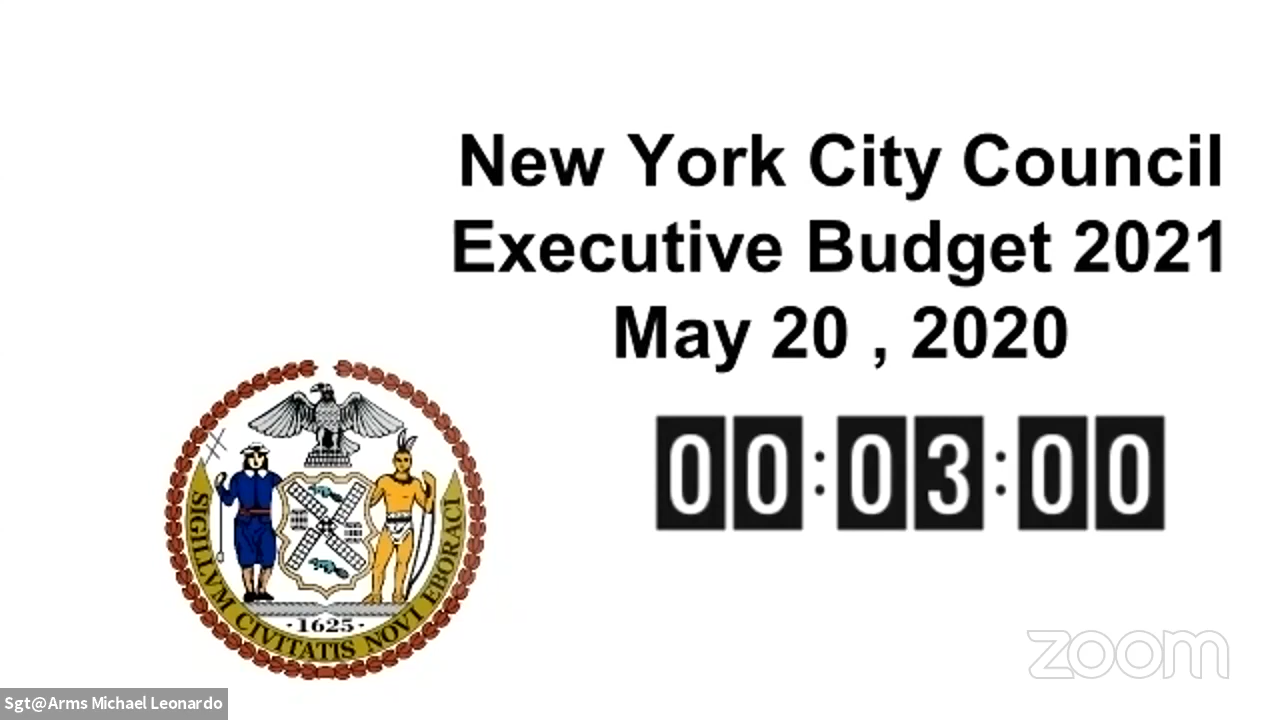 New York City Council
Executive Budget 2021
May 20 , 2020
00:03:00
SIGILLVM CIVITATIS NOVI EBORACI
·1625·
zoom
Sgt@Arms Michael Leonardo